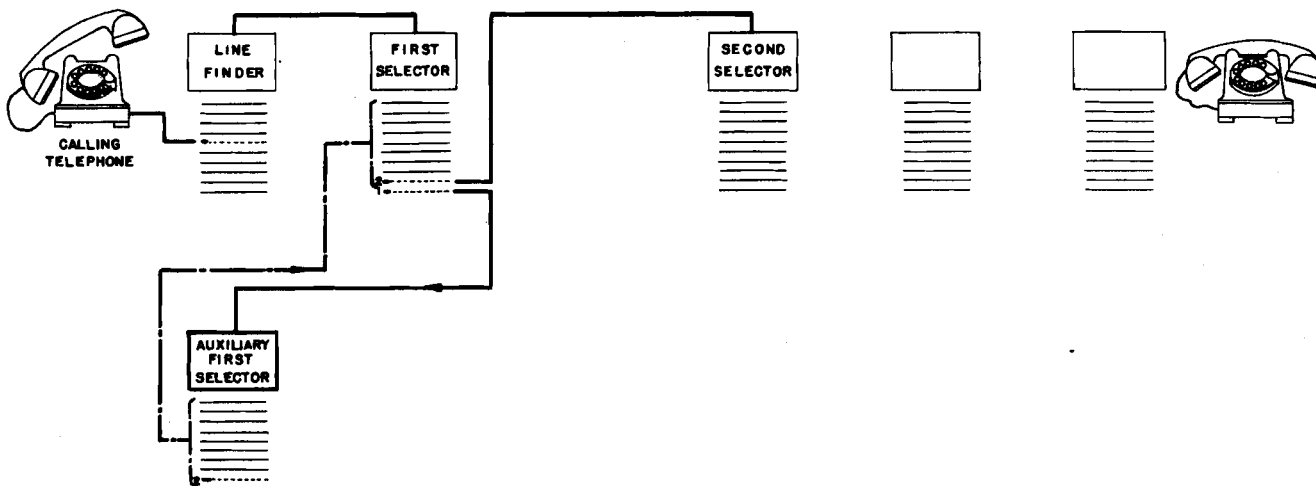 LINE
FINDER
FIRST
SELECTOR
SECOND
SELECTOR
CALLING
TELEPHONE
AUXILIARY
FIRST
SELECTOR